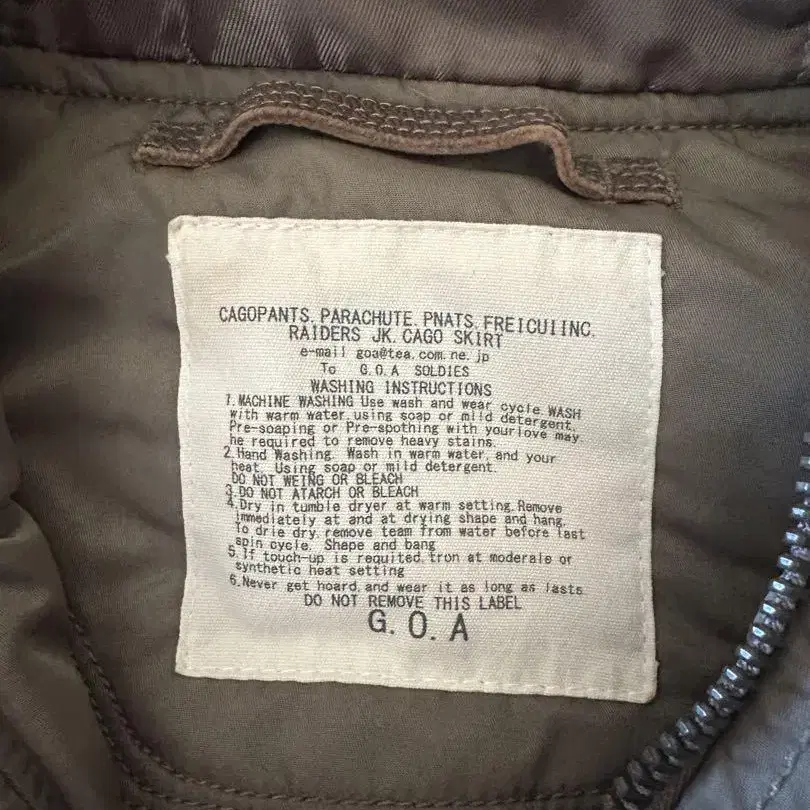 CAGOPANTS. PARACHUTE. PNATS. FREICUIINC.
RAIDERS JK. CAGO SKIRT
e-mail goa@tea.com.ne.jp
To G.O.A SOLDIES
WASHING INSTRUCTIONS
1. MACHINE WASHING Use wash and wear cycle WASH
with warm water, using soap or mild detergent,
Pre-soaping or Pre-spothing with your love may
he required to remove heavy stains.
2. Hand Washing. Wash in warm water, and your
heat. Using soap or mild detergent.
DO NOT WEING OR BLEACH
3. DO NOT ATARCH OR BLEACH
4. Dry in tumble dryer at warm setting. Remove
immediately at and at drying shape and hang.
To drie dry, remove team from water before last
spin cycle. Shape and bang
5. If touch-up is requited, tron at moderale or
synthetic heat setting
6. Never get hoard, and wear it as long as lasts
DO NOT REMOVE THIS LABEL
G.O.A